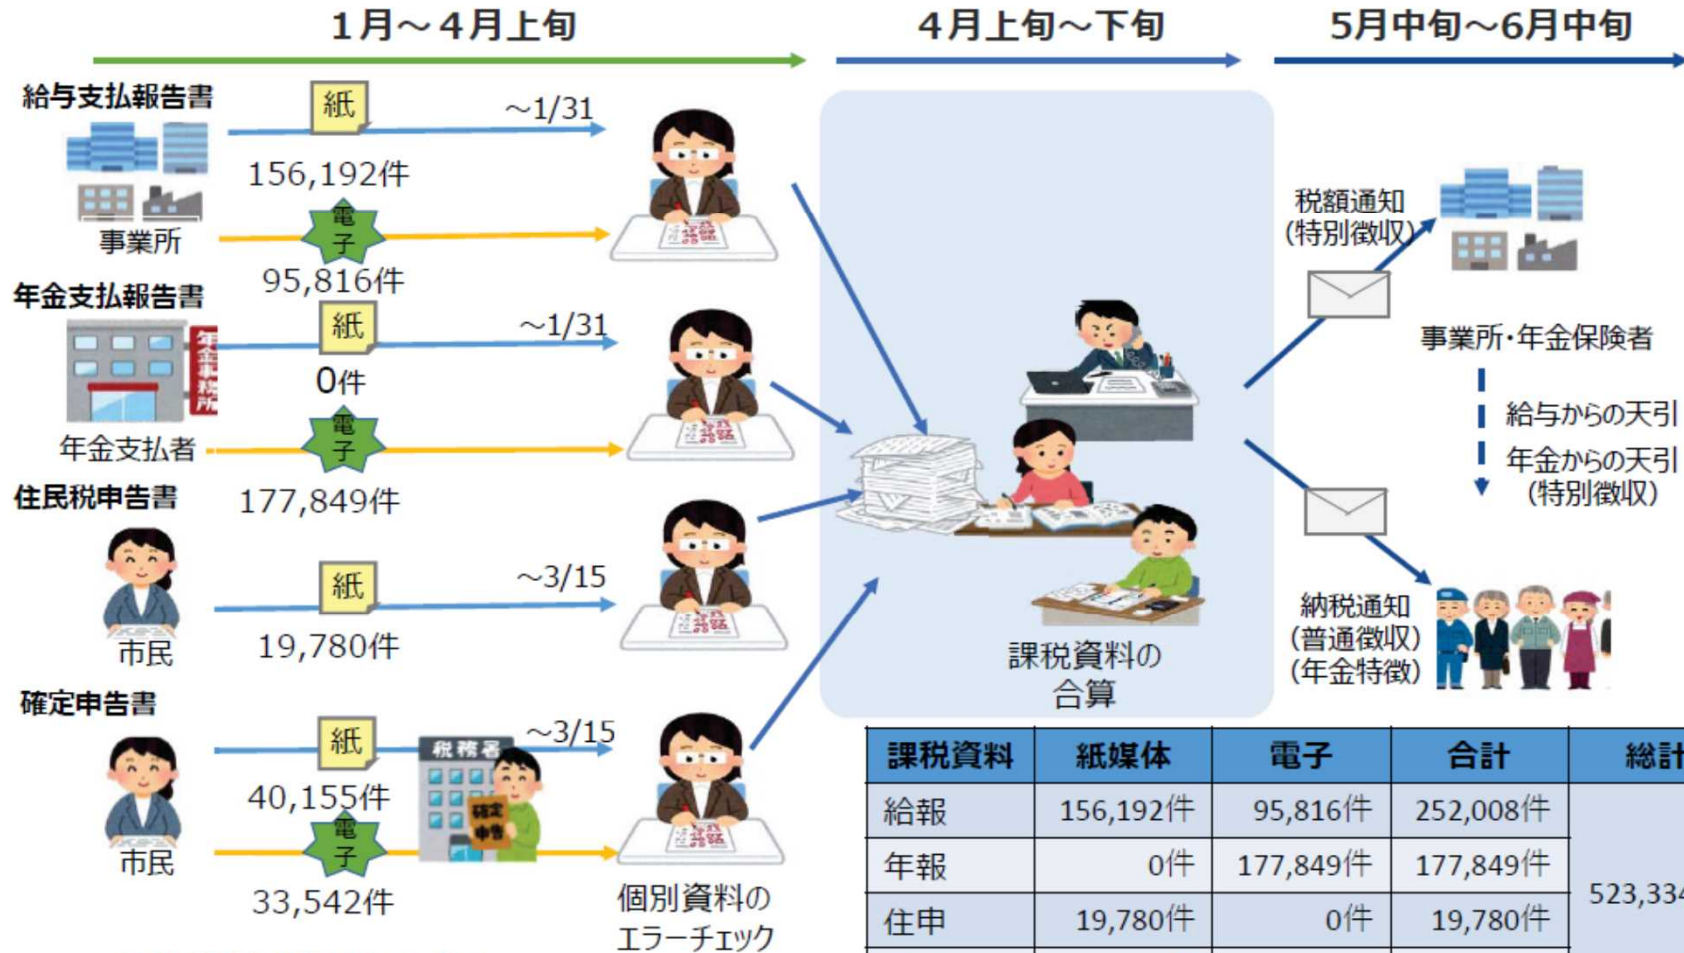 1月～4月上旬
4月上旬～下旬
5月中旬～6月中旬
給与支払報告書
紙
～1/31
156,192件
電子
事業所
95,816件
年金支払報告書
紙
～1/31
年金事務所
0件
電子
年金支払者
177,849件
住民税申告書
紙
～3/15
19,780件
市民
確定申告書
紙
～3/15
税務署
40,155件
確定
申告
電子
市民
33,542件
個別資料の
エラーチェック
課税資料の
合算
税額通知
(特別徴収)
事業所・年金保険者
給与からの天引
年金からの天引
(特別徴収)
納税通知
(普通徴収)
(年金特徴)
課税資料 紙媒体 電子 合計 総計
給報 156,192件 95,816件 252,008件
年報 0件 177,849件 177,849件
523,334
住申 19,780件 0件 19,780件